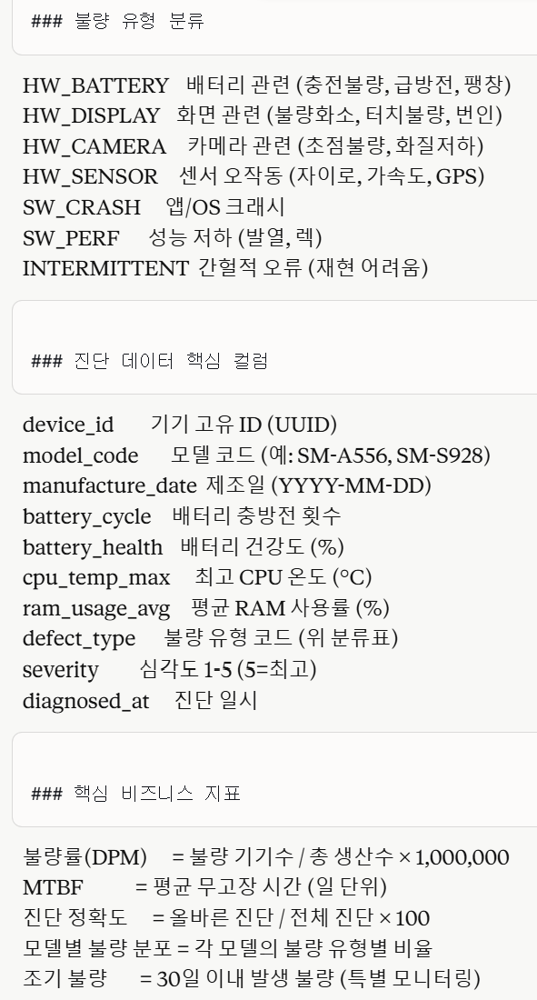 ### 불량 유형 분류
HW_BATTERY 배터리 관련 (충전불량, 급방전, 팽창)
HW_DISPLAY 화면 관련 (불량화소, 터치불량, 번인)
HW_CAMERA 카메라 관련 (초점불량, 화질저하)
HW_SENSOR 센서 오작동 (자이로, 가속도, GPS)
SW_CRASH 앱/OS 크래시
SW_PERF 성능 저하 (발열, 렉)
INTERMITTENT 간헐적 오류 (재현 어려움)
### 진단 데이터 핵심 컬럼
device_id 기기 고유 ID (UUID)
model_code 모델 코드 (예: SM-A556, SM-S928)
manufacture_date 제조일 (YYYY-MM-DD)
battery_cycle 배터리 충방전 횟수
battery_health 배터리 건강도 (%)
cpu_temp_max 최고 CPU 온도 (°C)
ram_usage_avg 평균 RAM 사용률 (%)
defect_type 불량 유형 코드 (위 분류표)
severity 심각도 1-5 (5=최고)
diagnosed_at 진단 일시
### 핵심 비즈니스 지표
불량률(DPM) = 불량 기기수 / 총 생산수 × 1,000,000
MTBF = 평균 무고장 시간 (일 단위)
진단 정확도 = 올바른 진단 / 전체 진단 × 100
모델별 불량 분포 = 각 모델의 불량 유형별 비율
조기 불량 = 30일 이내 발생 불량 (특별 모니터링)